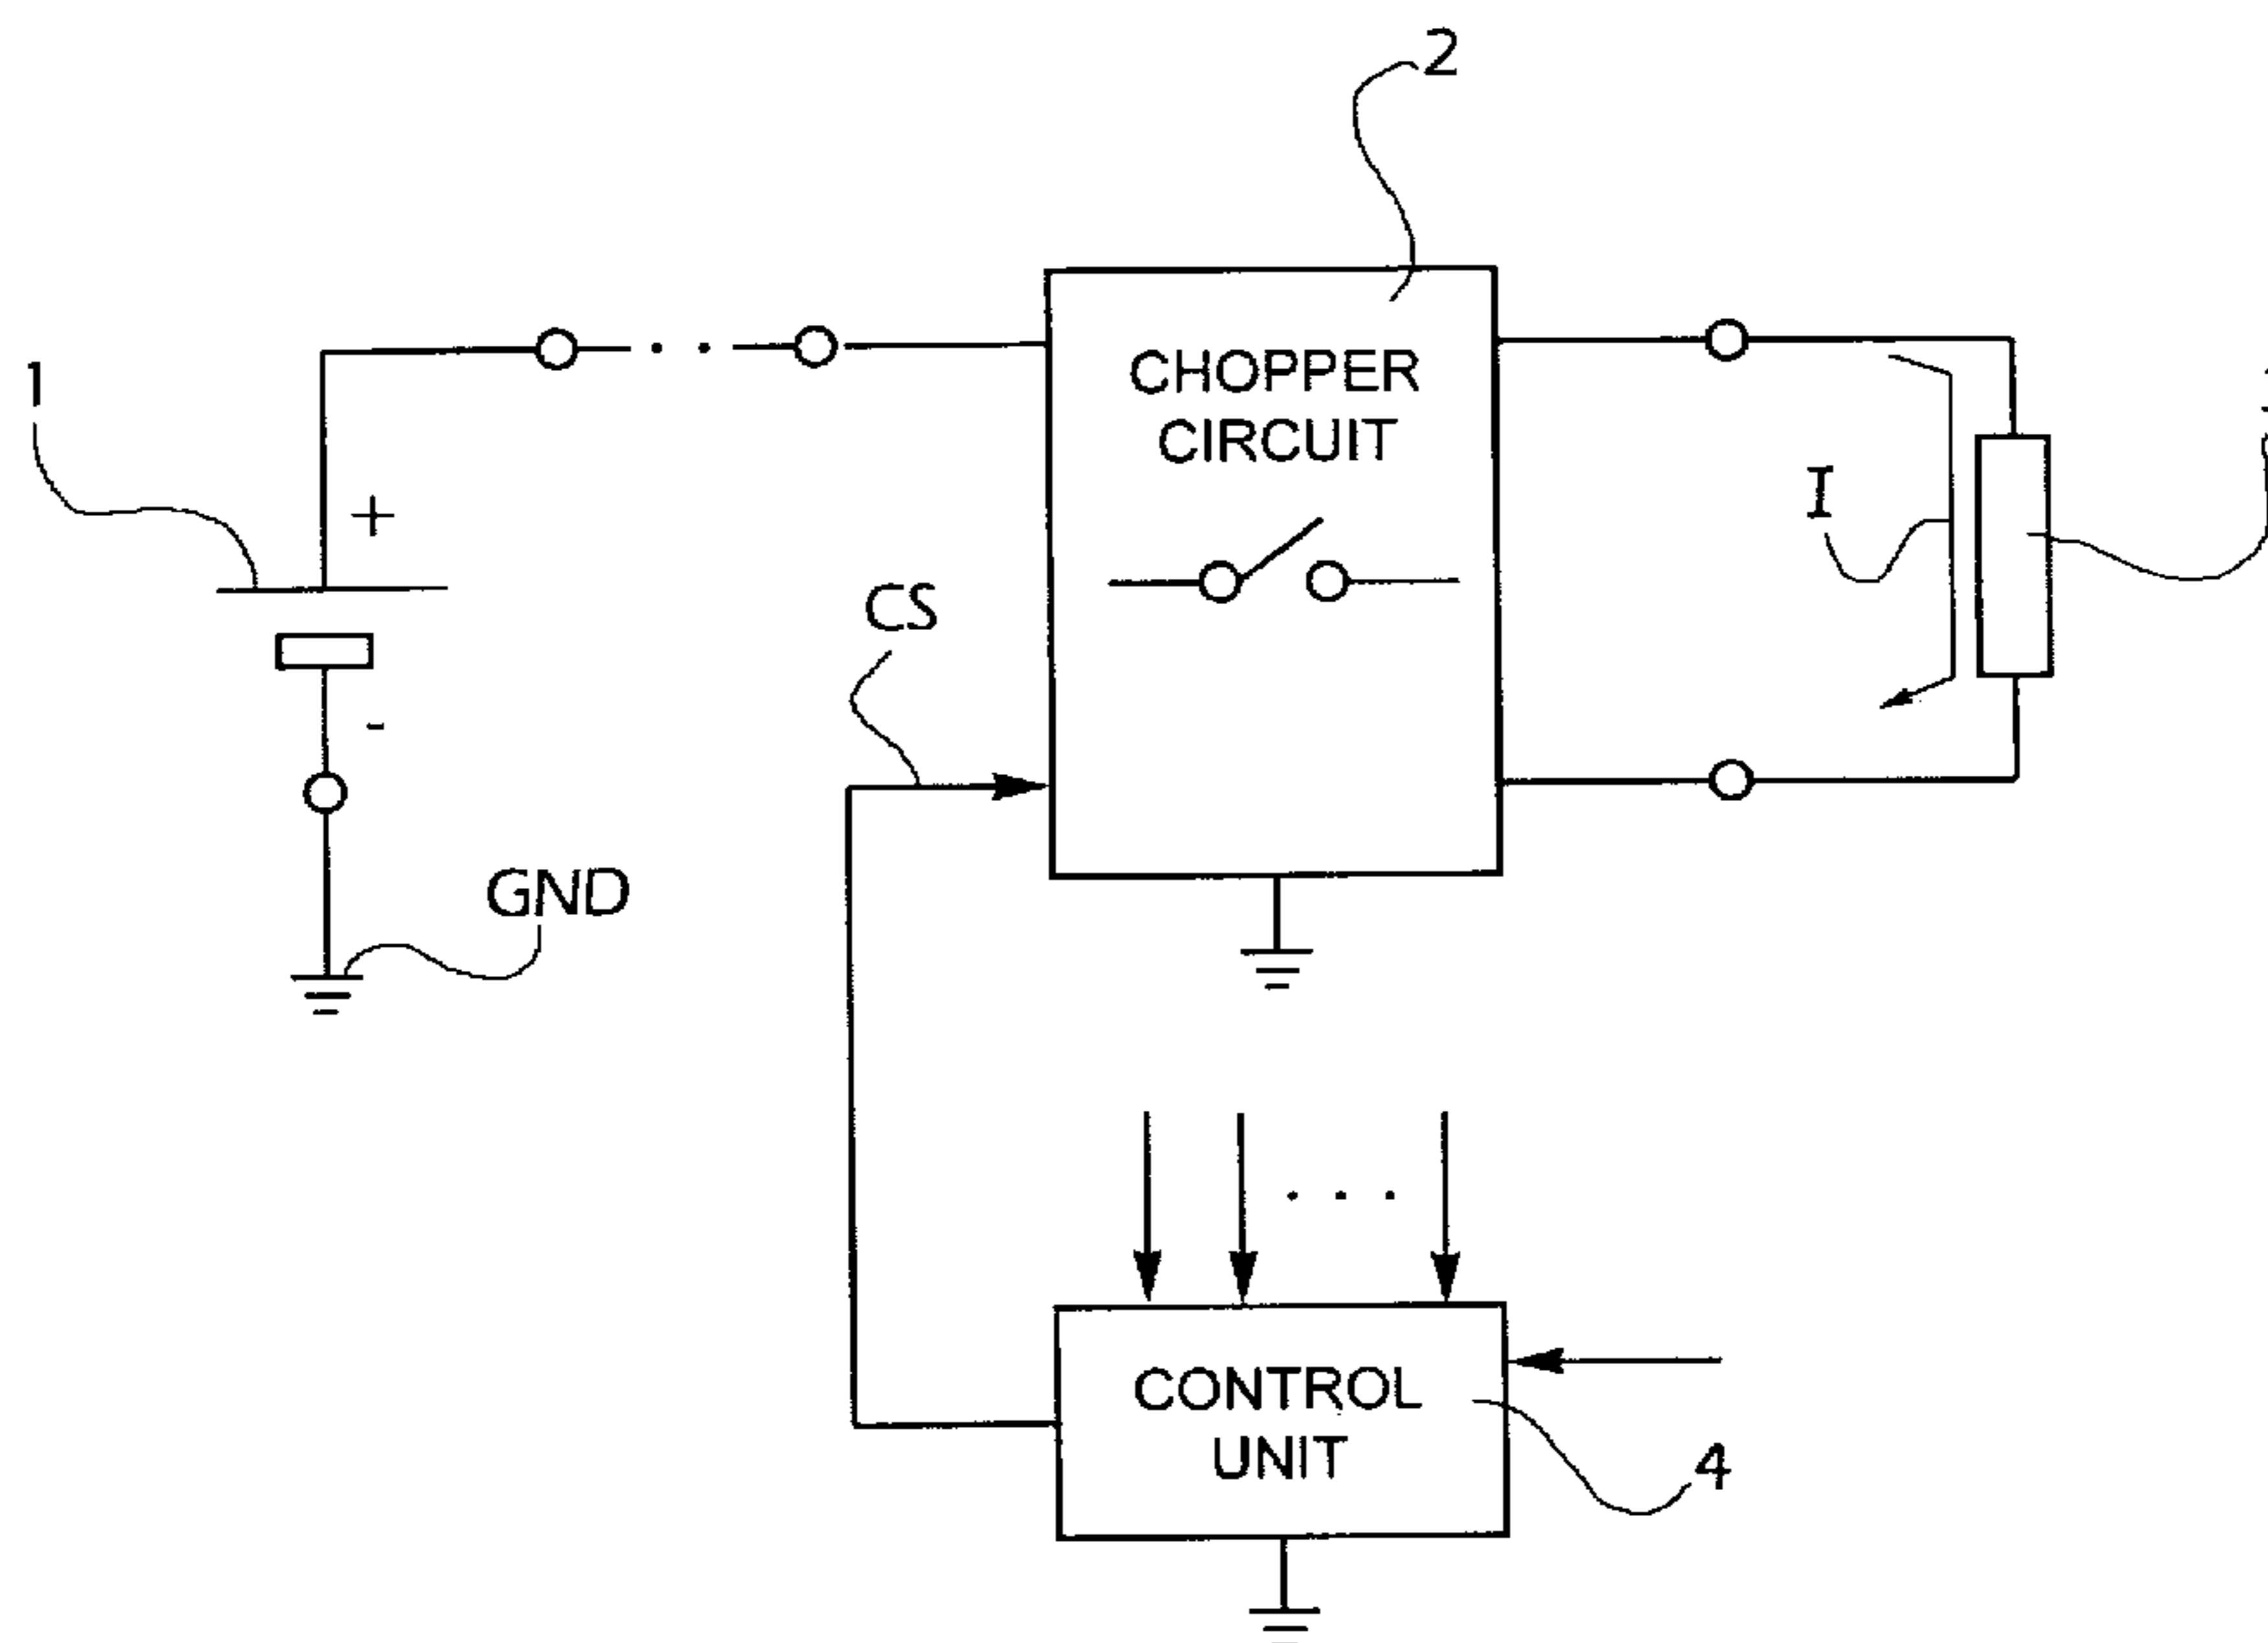 2
1
CHOPPER
CIRCUIT
+
I
CS
-
GND
CONTROL
UNIT
4